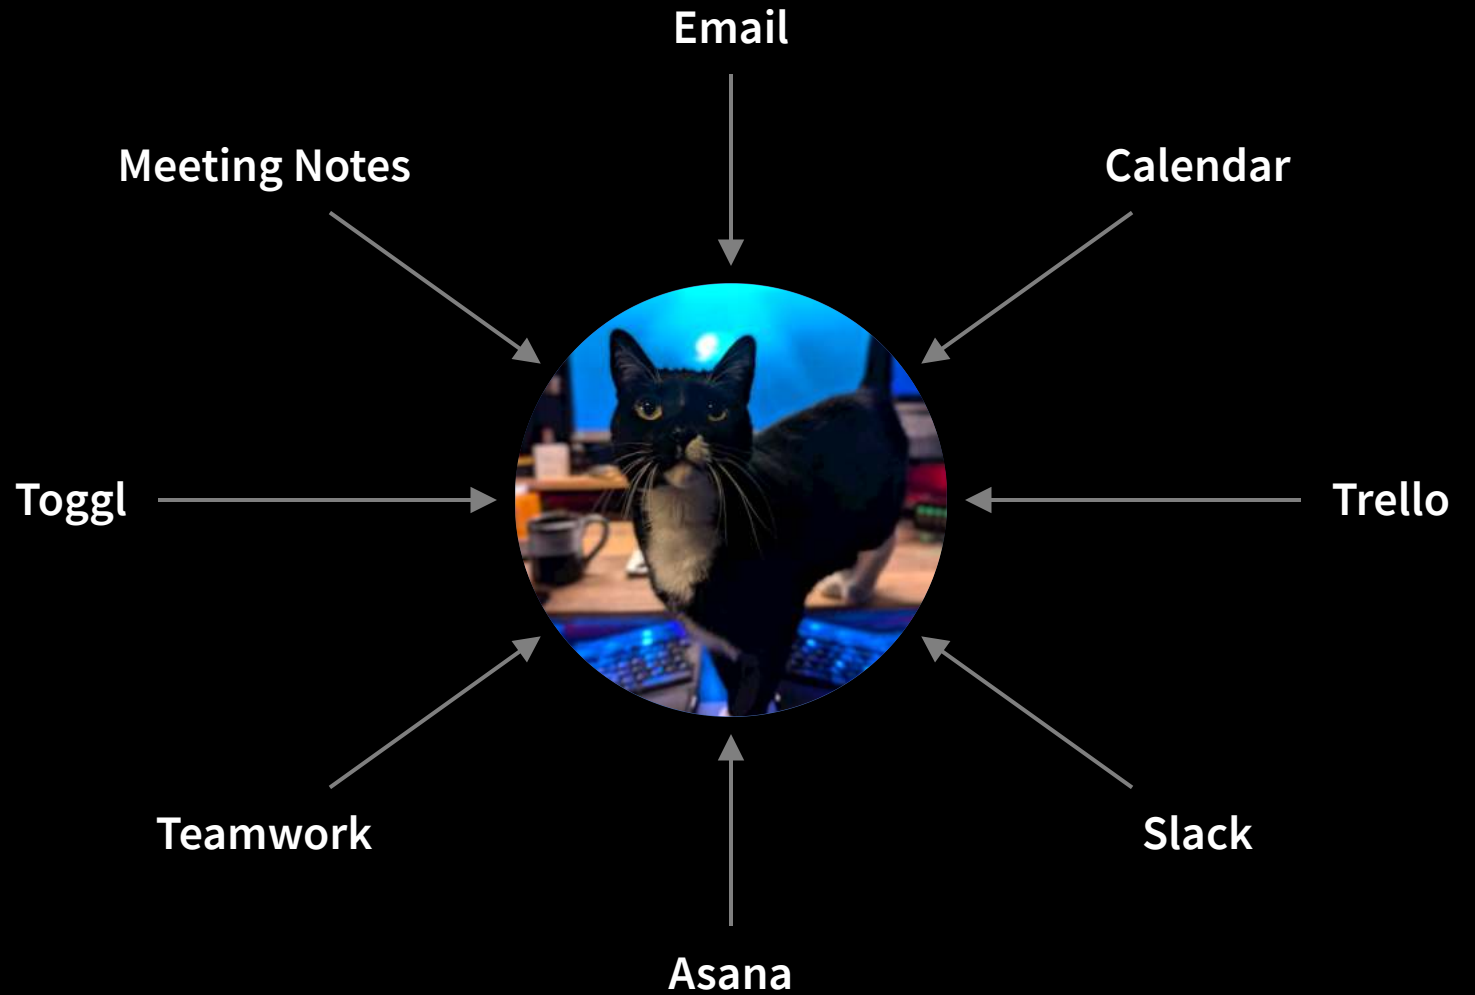 Email
Meeting Notes
Calendar
Toggl
Trello
Teamwork
Slack
Asana